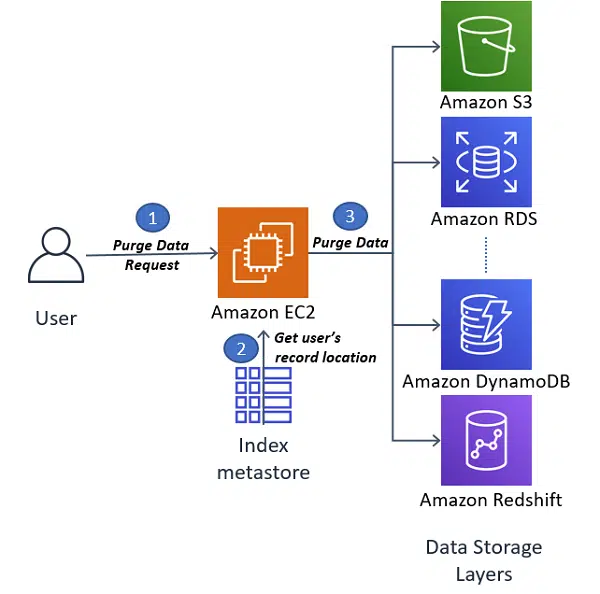 Amazon S3
Amazon RDS
1
3
Purge Data
Request
Purge Data
User
Amazon EC2
2
Get user's
record location
Index
metastore
Amazon DynamoDB
Amazon Redshift
Data Storage
Layers